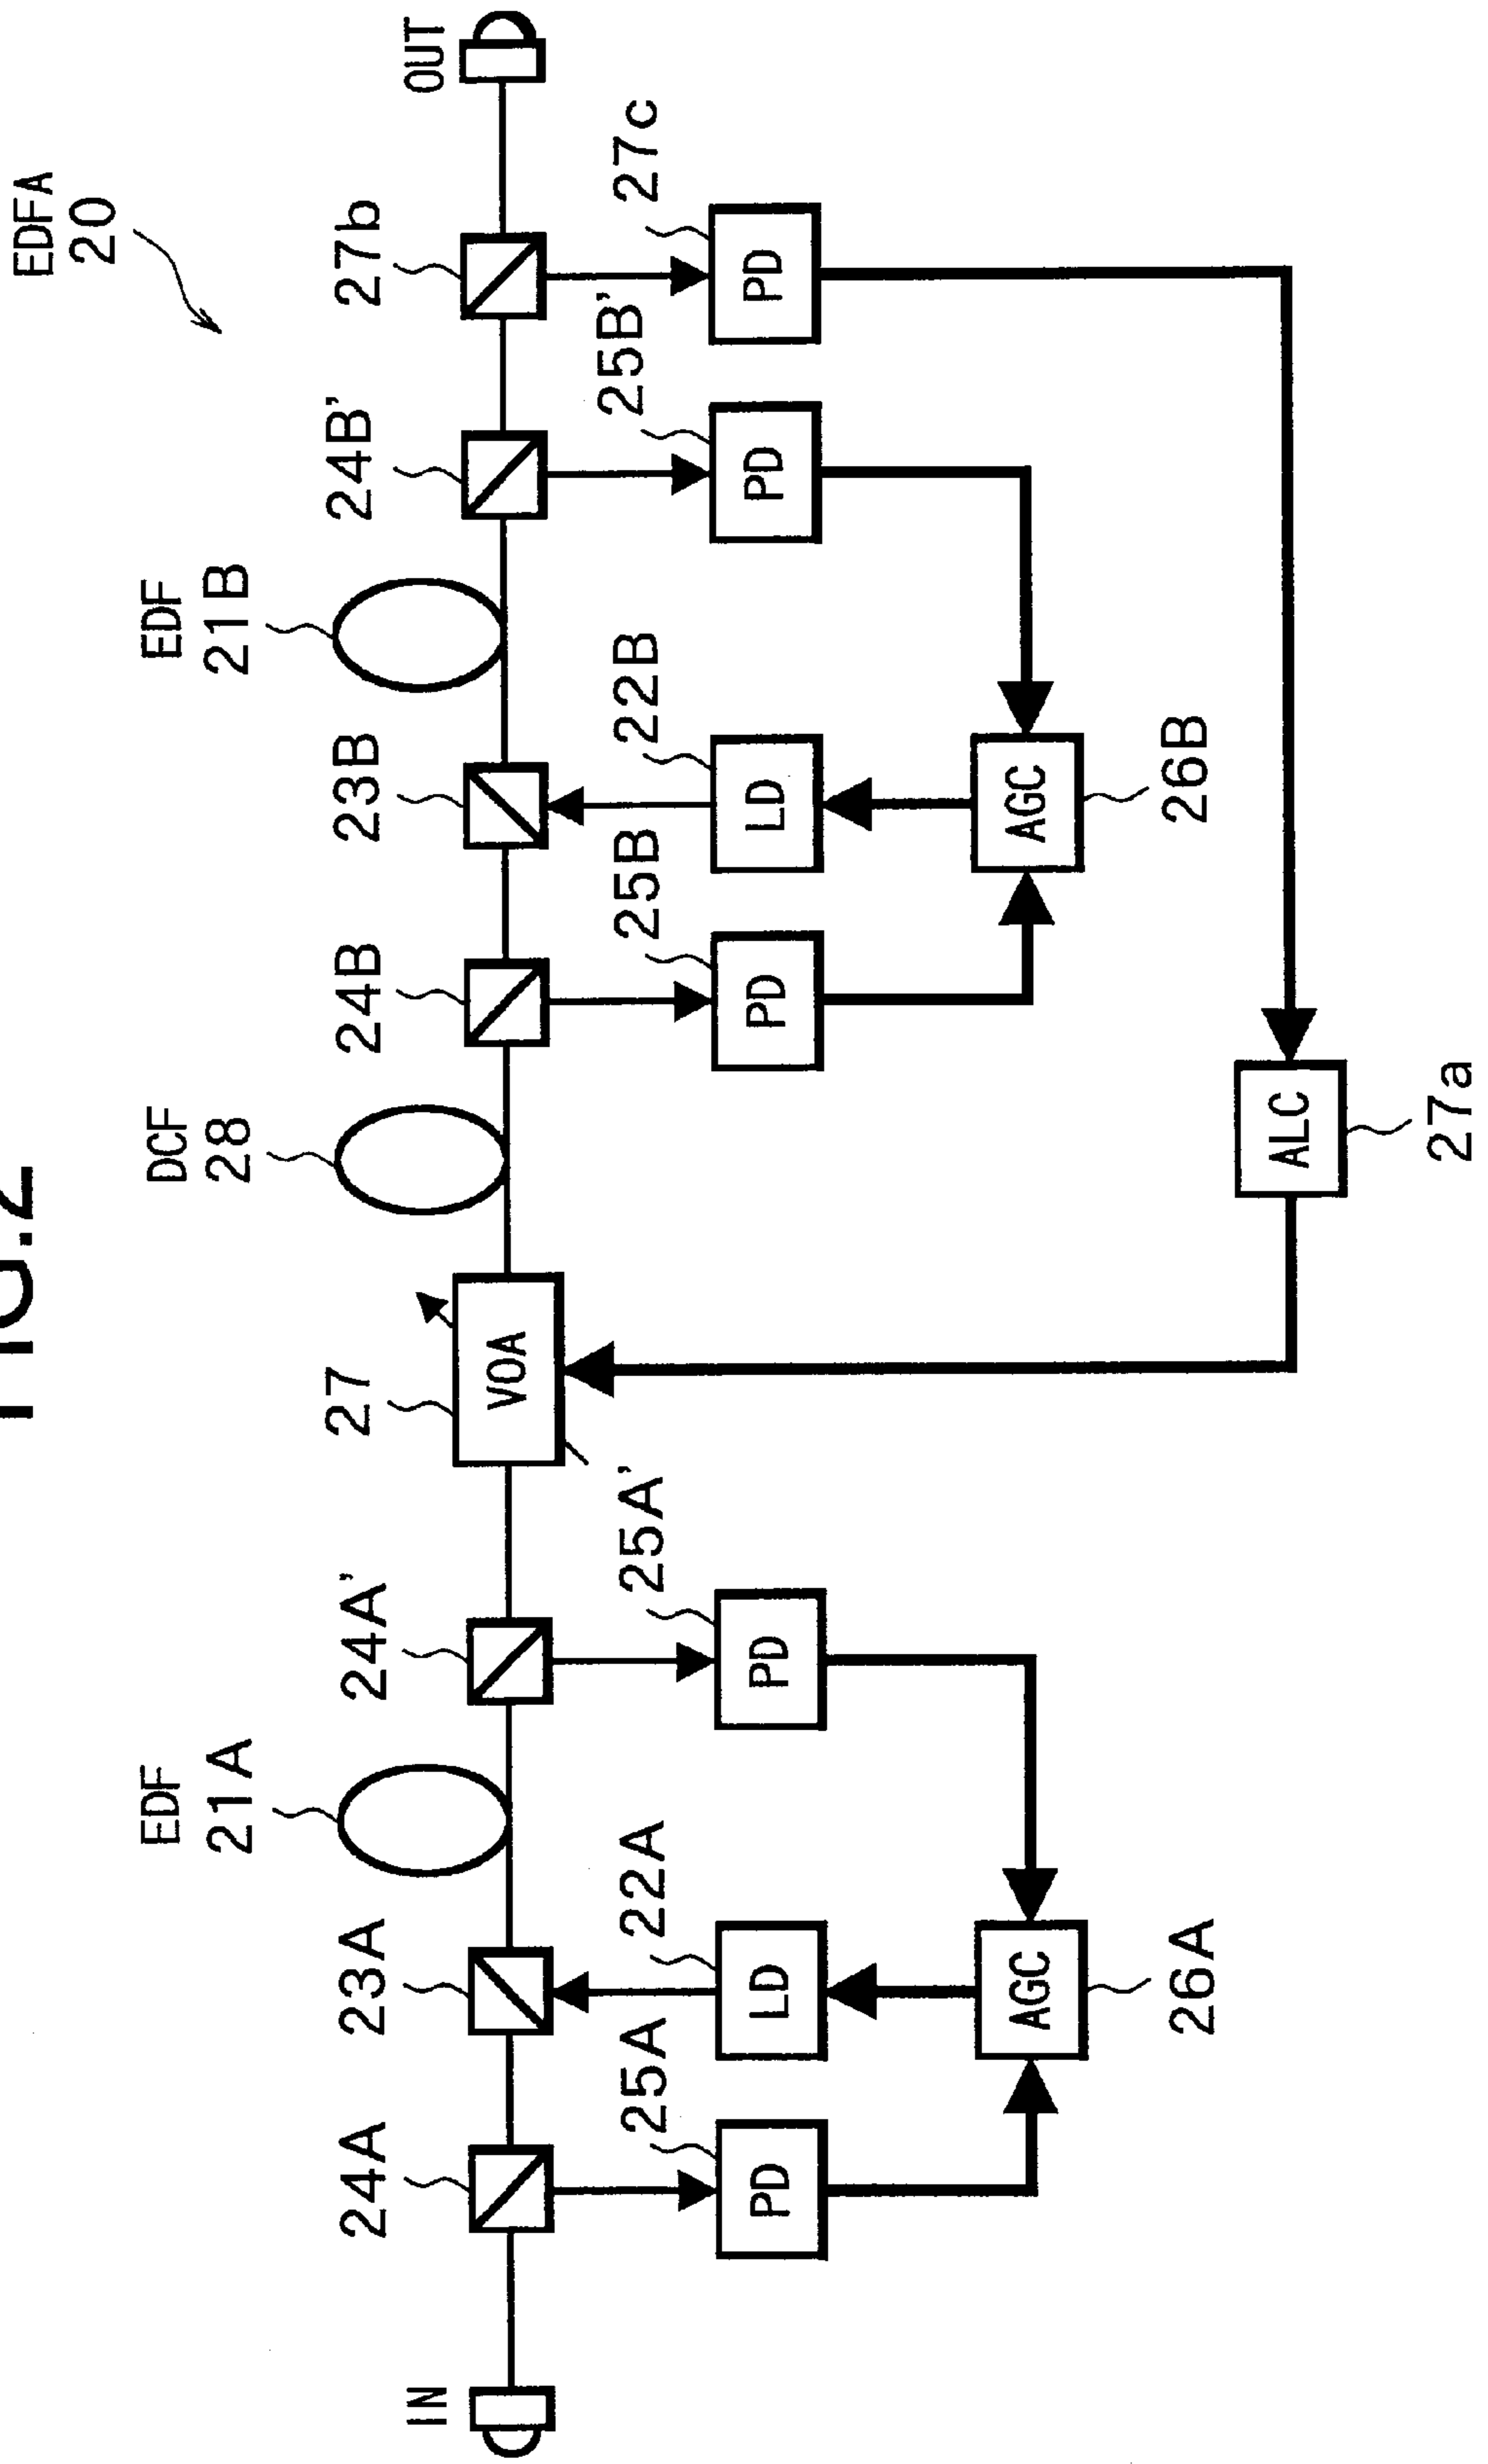 FIG.2
EDFA
20
EDF
21A
DCF
28
EDF
21B
24A
23A
24A'
27
24B
23B
24B'
27b
IN
VOA
OUT
25A
22A
25A'
25B
22B
25B'
27c
PD
LD
PD
PD
LD
PD
PD
AGC
AGC
26A
26B
ALC
27a